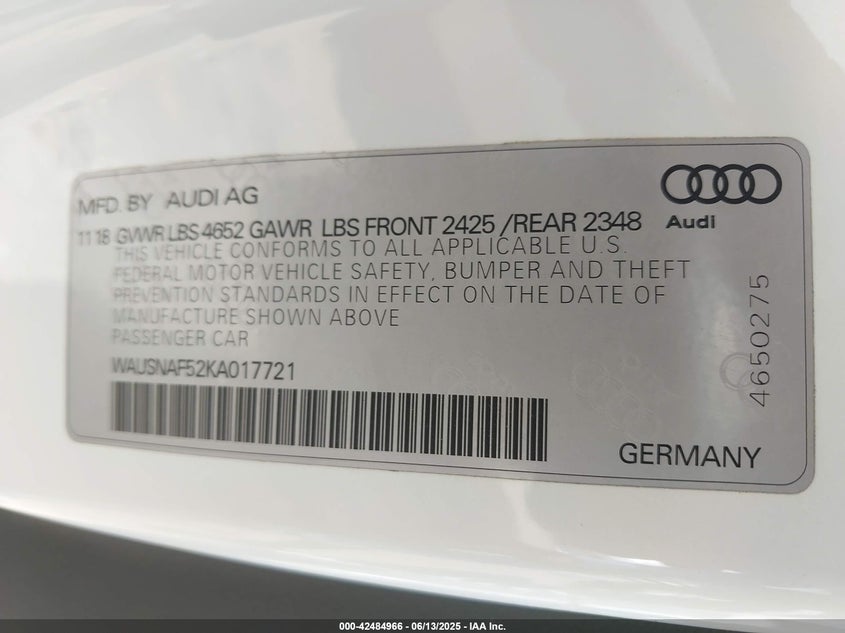 MFD. BY AUDI AG
Audi
11 18 GVWR LBS 4652 GAWR LBS FRONT 2425 /REAR 2348
THIS VEHICLE CONFORMS TO ALL APPLICABLE U.S.
FEDERAL MOTOR VEHICLE SAFETY, BUMPER AND THEFT
PREVENTION STANDARDS IN EFFECT ON THE DATE OF
MANUFACTURE SHOWN ABOVE
PASSENGER CAR
WAUSNAF52KA017721
4650275
GERMANY
000-42484966 - 06/13/2025 - IAA Inc.